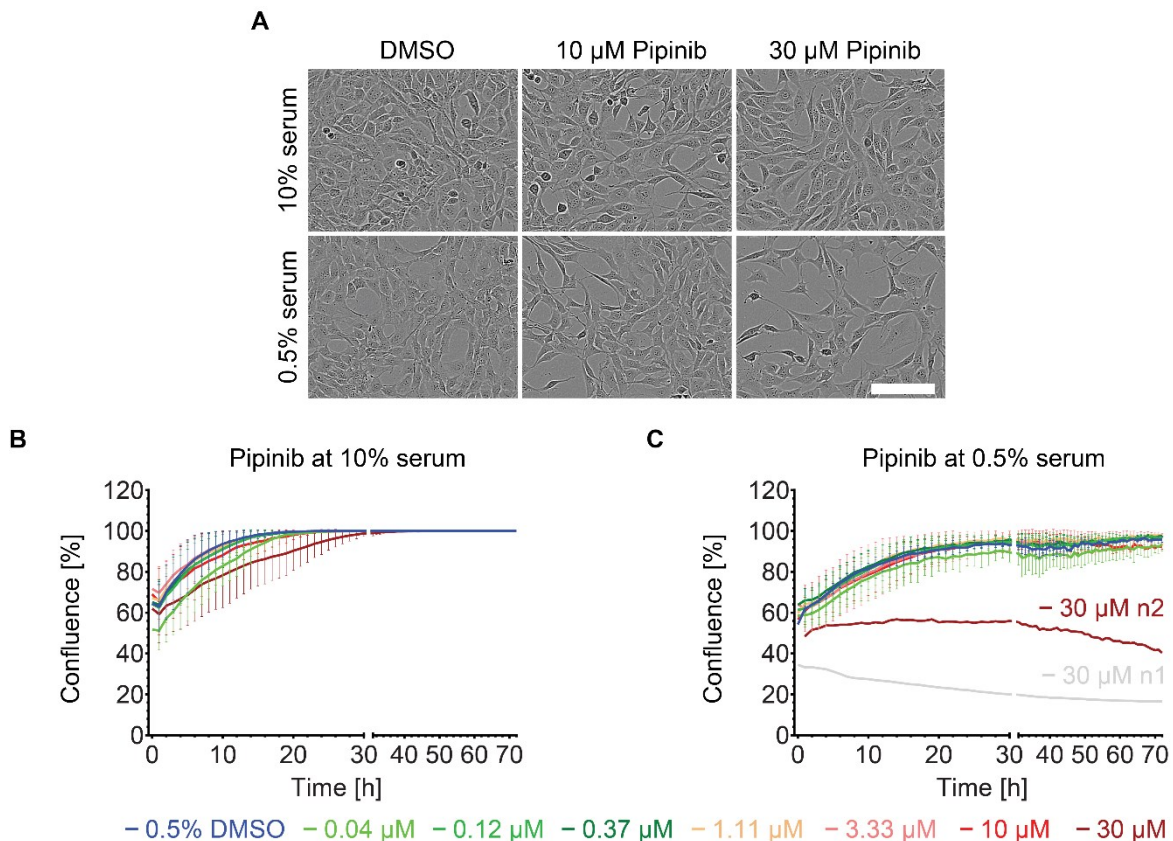 A
DMSO 10 µM Pipinib 30 µM Pipinib
10% serum
0.5% serum
B
Pipinib at 10% serum
Confluence [%]
120
100
80
60
40
20
0
0 10 20 30 40 50 60 70
Time [h]
C
Pipinib at 0.5% serum
Confluence [%]
120
100
80
60
40
20
0
– 30 µM n2
– 30 µM n1
0 10 20 30 40 50 60 70
Time [h]
– 0.5% DMSO – 0.04 µM – 0.12 µM – 0.37 µM – 1.11 µM – 3.33 µM – 10 µM – 30 µM